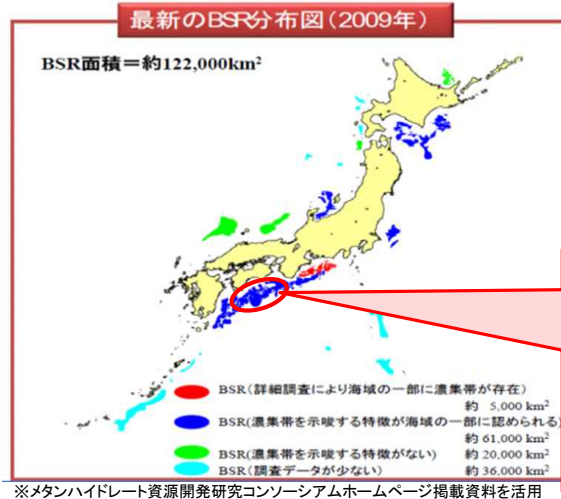 最新のBSR分布図(2009年)
BSR面積=約122,000km²
BSR(詳細調査により海域の一部に濃集帯が存在)
約 5,000 km²
BSR(濃集帯を示唆する特徴が海域の一部に認められる)
約 61,000 km²
BSR(濃集帯を示唆する特徴がない) 約 20,000 km²
BSR(調査データが少ない) 約 36,000 km²
※メタンハイドレート資源開発研究コンソーシアムホームページ掲載資料を活用